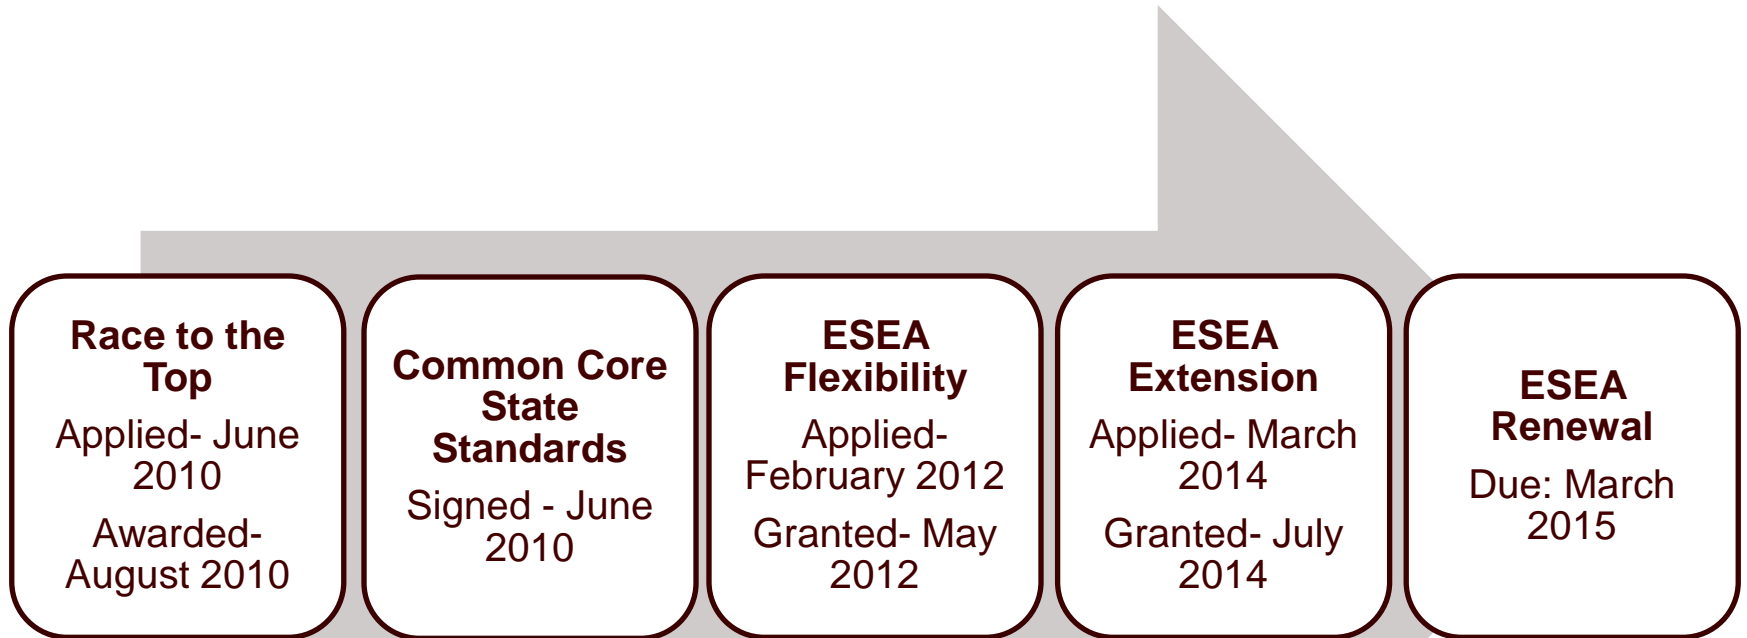 Race to the
Top
Applied- June
2010
Awarded-
August 2010
Common Core
State
Standards
Signed - June
2010
ESEA
Flexibility
Applied-
February 2012
Granted- May
2012
ESEA
Extension
Applied- March
2014
Granted- July
2014
ESEA
Renewal
Due: March
2015